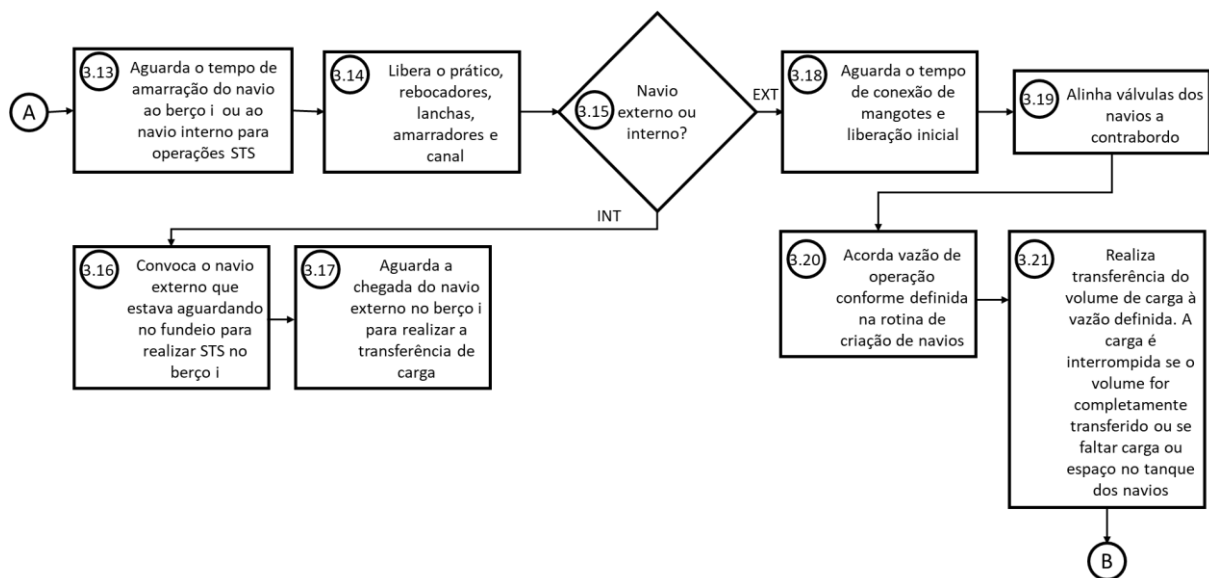 A
3.13
Aguarda o tempo de
amarração do navio
ao berço i ou ao
navio interno para
operações STS
3.14
Libera o prático,
rebocadores,
lanchas,
amarradores e
canal
3.15
Navio
externo ou
interno?
EXT
INT
3.18
Aguarda o tempo
de conexão de
mangotes e
liberação inicial
3.19
Alinha válvulas dos
navios a
contrabordo
3.16
Convoca o navio
externo que
estava aguardando
no fundeio para
realizar STS no
berço i
3.17
Aguarda a
chegada do navio
externo no berço i
para realizar a
transferência de
carga
3.20
Acorda vazão de
operação
conforme definida
na rotina de
criação de navios
3.21
Realiza
transferência do
volume de carga à
vazão definida. A
carga é
interrompida se o
volume for
completamente
transferido ou se
faltar carga ou
espaço no tanque
dos navios
B